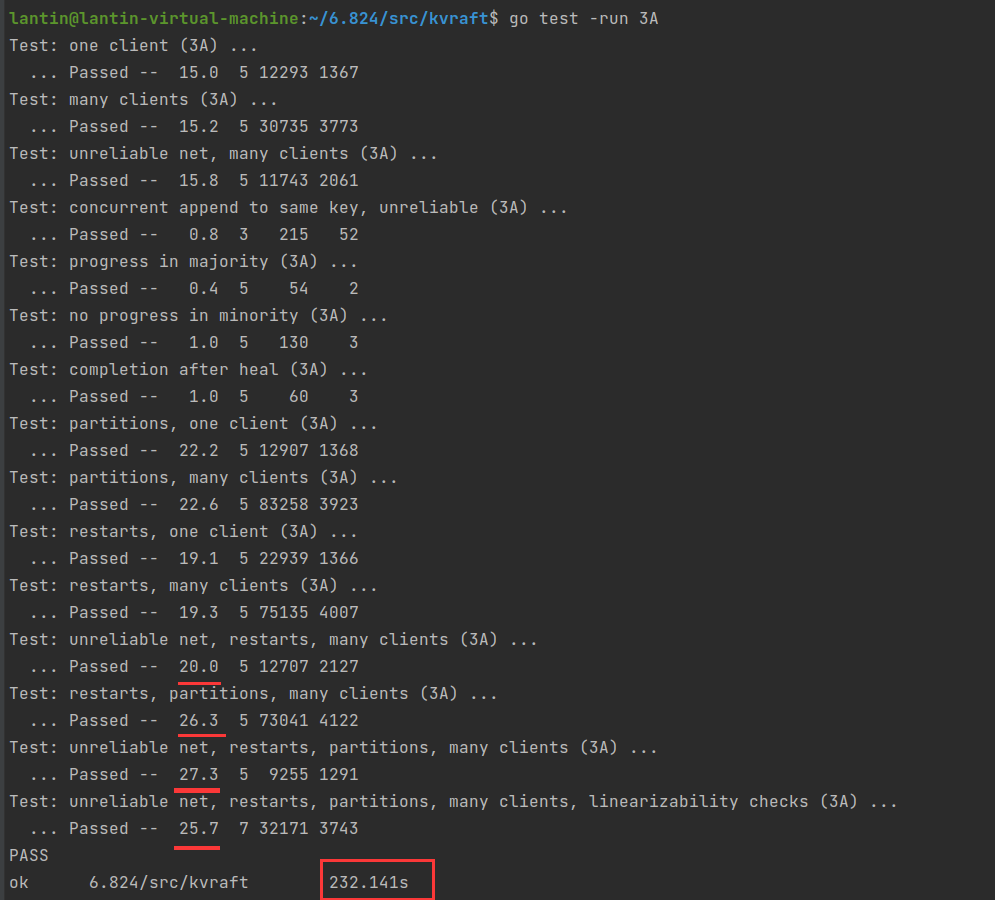 lantin@lantin-virtual-machine:~/6.824/src/kvraft$ go test -run 3A
Test: one client (3A) ...
  ... Passed --  15.0  5 12293 1367
Test: many clients (3A) ...
  ... Passed --  15.2  5 30735 3773
Test: unreliable net, many clients (3A) ...
  ... Passed --  15.8  5 11743 2061
Test: concurrent append to same key, unreliable (3A) ...
  ... Passed --   0.8  3   215   52
Test: progress in majority (3A) ...
  ... Passed --   0.4  5    54    2
Test: no progress in minority (3A) ...
  ... Passed --   1.0  5   130    3
Test: completion after heal (3A) ...
  ... Passed --   1.0  5    60    3
Test: partitions, one client (3A) ...
  ... Passed --  22.2  5 12907 1368
Test: partitions, many clients (3A) ...
  ... Passed --  22.6  5 83258 3923
Test: restarts, one client (3A) ...
  ... Passed --  19.1  5 22939 1366
Test: restarts, many clients (3A) ...
  ... Passed --  19.3  5 75135 4007
Test: unreliable net, restarts, many clients (3A) ...
  ... Passed --  20.0  5 12707 2127
Test: restarts, partitions, many clients (3A) ...
  ... Passed --  26.3  5 73041 4122
Test: unreliable net, restarts, partitions, many clients (3A) ...
  ... Passed --  27.3  5  9255 1291
Test: unreliable net, restarts, partitions, many clients, linearizability checks (3A) ...
  ... Passed --  25.7  7 32171 3743
PASS
ok      6.824/src/kvraft        232.141s